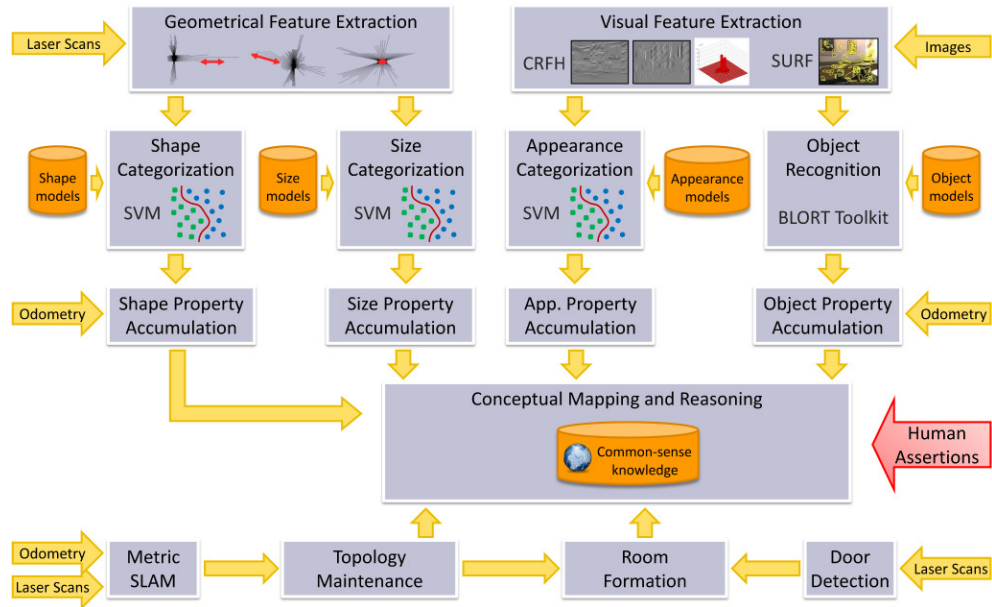 Geometrical Feature Extraction
Visual Feature Extraction
Laser Scans
CRFH
SURF
Images
Shape
Categorization
SVM
Size
Categorization
SVM
Appearance
Categorization
SVM
Object
Recognition
BLORT Toolkit
Shape
models
Size
models
Appearance
models
Object
models
Odometry
Shape Property
Accumulation
Size Property
Accumulation
App. Property
Accumulation
Object Property
Accumulation
Odometry
Conceptual Mapping and Reasoning
Common-sense
knowledge
Human
Assertions
Odometry
Laser Scans
Metric
SLAM
Topology
Maintenance
Room
Formation
Door
Detection
Laser Scans